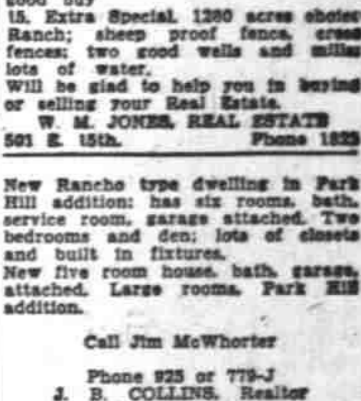 good buy
15. Extra Special. 1280 acres choice
Ranch; sheep proof fence, cross
fences; two good wells and mills
lots of water.
Will be glad to help you in buying
or selling your Real Estate.
W. M. JONES, REAL ESTATE
501 E. 15th. Phone 1822
New Rancho type dwelling in Park
Hill addition: has six rooms, bath,
service room, garage attached. Two
bedrooms and den; lots of closets
and built in fixtures.
New five room house, bath, garage,
attached. Large rooms. Park Hill
addition.
Call Jim McWhorter
Phone 925 or 779-J
J. B. COLLINS, Realtor